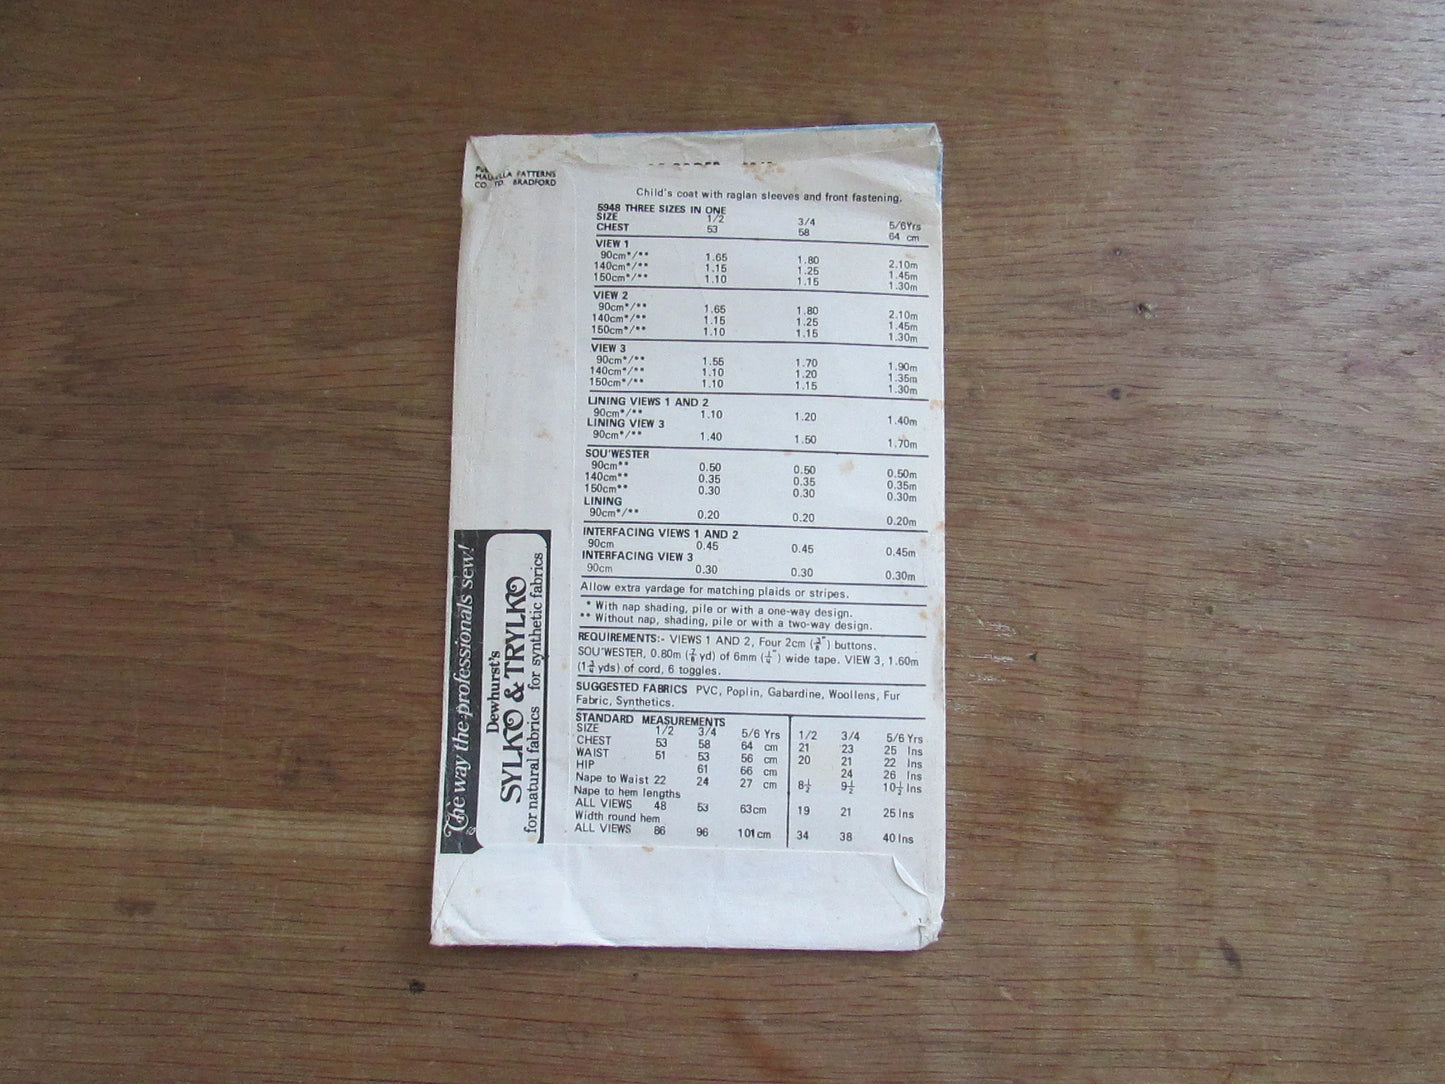 PATTERNS
CO. BRADFORD
Child's coat with raglan sleeves and front fastening.
5948 THREE SIZES IN ONE
SIZE 1/2 3/4 5/6Yrs
CHEST 53 58 64 cm
VIEW 1
90cm*/** 1.65 1.80 2.10m
140cm*/** 1.15 1.25 1.45m
150cm*/** 1.10 1.15 1.30m
VIEW 2
90cm*/** 1.65 1.80 2.10m
140cm*/** 1.15 1.25 1.45m
150cm*/** 1.10 1.15 1.30m
VIEW 3
90cm*/** 1.55 1.70 1.90m
140cm*/** 1.10 1.20 1.35m
150cm*/** 1.10 1.15 1.30m
LINING VIEWS 1 AND 2
90cm*/** 1.10 1.20 1.40m
LINING VIEW 3
90cm*/** 1.40 1.50 1.70m
SOU'WESTER
90cm** 0.50 0.50 0.50m
140cm** 0.35 0.35 0.35m
150cm** 0.30 0.30 0.30m
LINING
90cm*/** 0.20 0.20 0.20m
INTERFACING VIEWS 1 AND 2
90cm 0.45 0.45 0.45m
INTERFACING VIEW 3
90cm 0.30 0.30 0.30m
Allow extra yardage for matching plaids or stripes.
* With nap shading, pile or with a one-way design.
** Without nap, shading, pile or with a two-way design.
REQUIREMENTS:- VIEWS 1 AND 2, Four 2cm (¾") buttons.
SOU'WESTER, 0.80m (⅞ yd) of 6mm (¼") wide tape. VIEW 3, 1.60m
(1¾ yds) of cord, 6 toggles.
SUGGESTED FABRICS PVC, Poplin, Gabardine, Woollens, Fur
Fabric, Synthetics.
STANDARD MEASUREMENTS
SIZE 1/2 3/4 5/6 Yrs 1/2 3/4 5/6 Yrs
CHEST 53 58 64 cm 21 23 25 Ins
WAIST 51 53 56 cm 20 21 22 Ins
HIP 61 66 cm 24 26 Ins
Nape to Waist 22 24 27 cm 8½ 9½ 10½ Ins
Nape to hem lengths
ALL VIEWS 48 53 63cm 19 21 25Ins
Width round hem
ALL VIEWS 86 96 101cm 34 38 40Ins
The way the professionals sew!
Dewhurst's
SYLKO & TRYLKO
for natural fabrics for synthetic fabrics